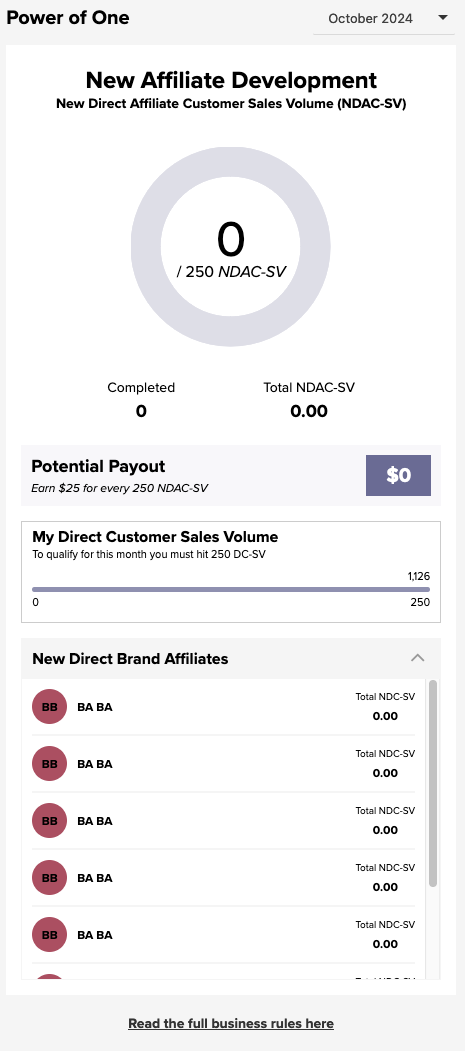 Power of One
October 2024
New Affiliate Development
New Direct Affiliate Customer Sales Volume (NDAC-SV)
0
/ 250 NDAC-SV
Completed
Total NDAC-SV
0
0.00
Potential Payout
Earn $25 for every 250 NDAC-SV
$0
My Direct Customer Sales Volume
To qualify for this month you must hit 250 DC-SV
1,126
0
250
New Direct Brand Affiliates
BB BA BA
Total NDC-SV
0.00
BB BA BA
Total NDC-SV
0.00
BB BA BA
Total NDC-SV
0.00
BB BA BA
Total NDC-SV
0.00
BB BA BA
Total NDC-SV
0.00
Read the full business rules here